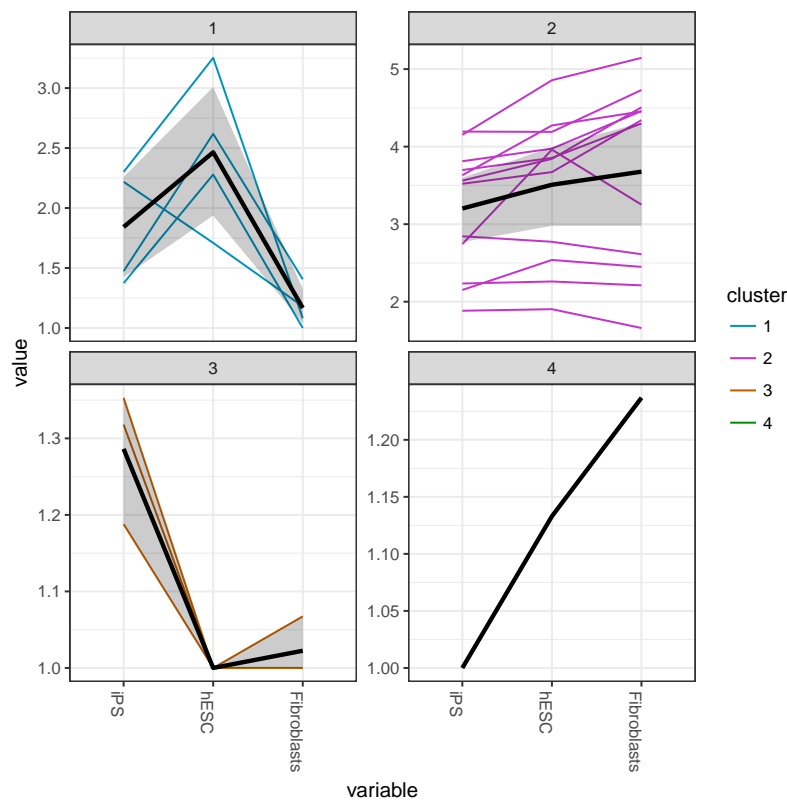 1
2
3.0
2.5
2.0
1.5
1.0
5
4
3
2
value
3
4
1.3
1.2
1.1
1.0
1.20
1.15
1.10
1.05
1.00
iPS
hESC
Fibroblasts
iPS
hESC
Fibroblasts
variable
cluster
1
2
3
4